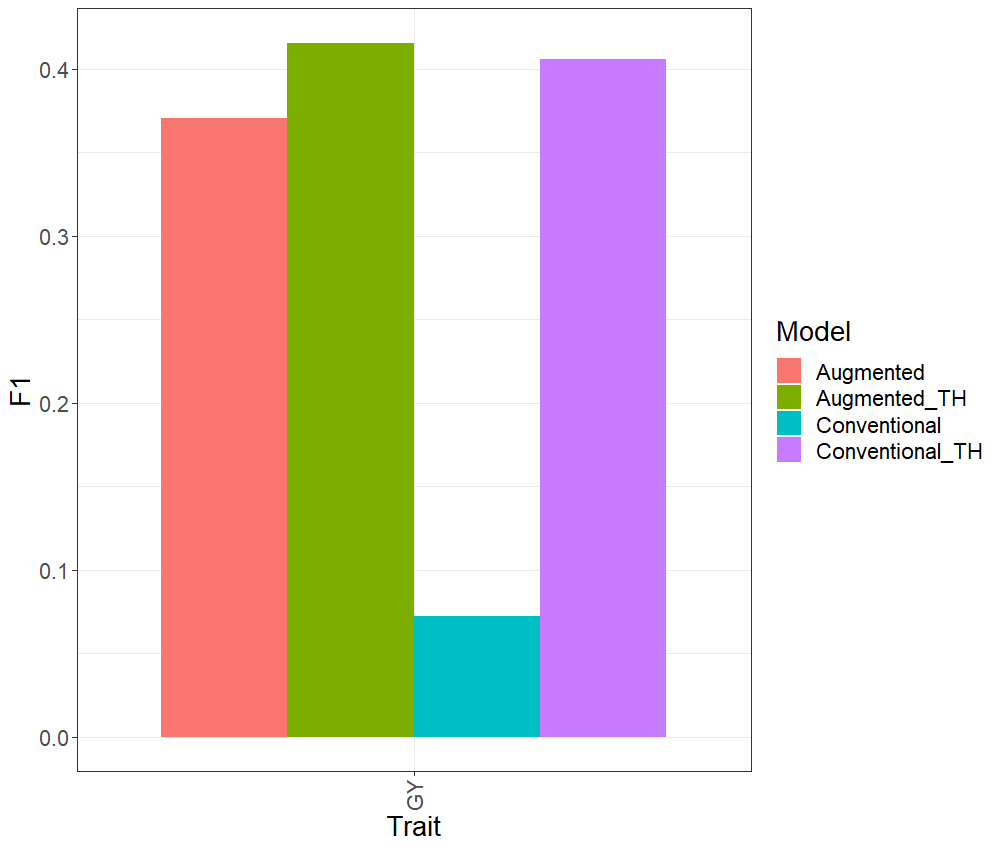 F1
0.4
0.3
0.2
0.1
0.0
GY
Trait
Model
Augmented
Augmented_TH
Conventional
Conventional_TH